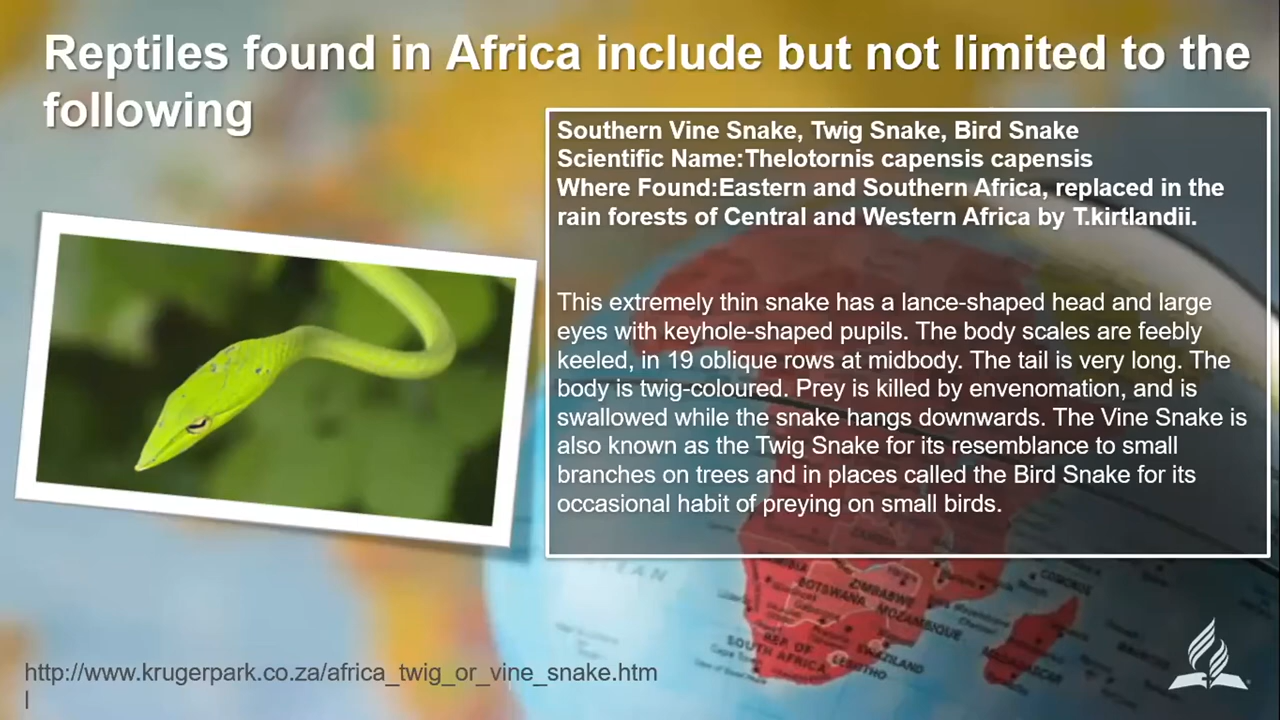 Reptiles found in Africa include but not limited to the
following
Southern Vine Snake, Twig Snake, Bird Snake
Scientific Name:Thelotornis capensis capensis
Where Found:Eastern and Southern Africa, replaced in the
rain forests of Central and Western Africa by T.kirtlandii.
This extremely thin snake has a lance-shaped head and large
eyes with keyhole-shaped pupils. The body scales are feebly
keeled, in 19 oblique rows at midbody. The tail is very long. The
body is twig-coloured. Prey is killed by envenomation, and is
swallowed while the snake hangs downwards. The Vine Snake is
also known as the Twig Snake for its resemblance to small
branches on trees and in places called the Bird Snake for its
occasional habit of preying on small birds.
ZIMBABWE
BOTSWANA
MOZAMBIQUE
REP. OF
SOUTH AFRICA
SWAZILAND
LESOTHO
MADAGASCAR
http://www.krugerpark.co.za/africa_twig_or_vine_snake.htm
l